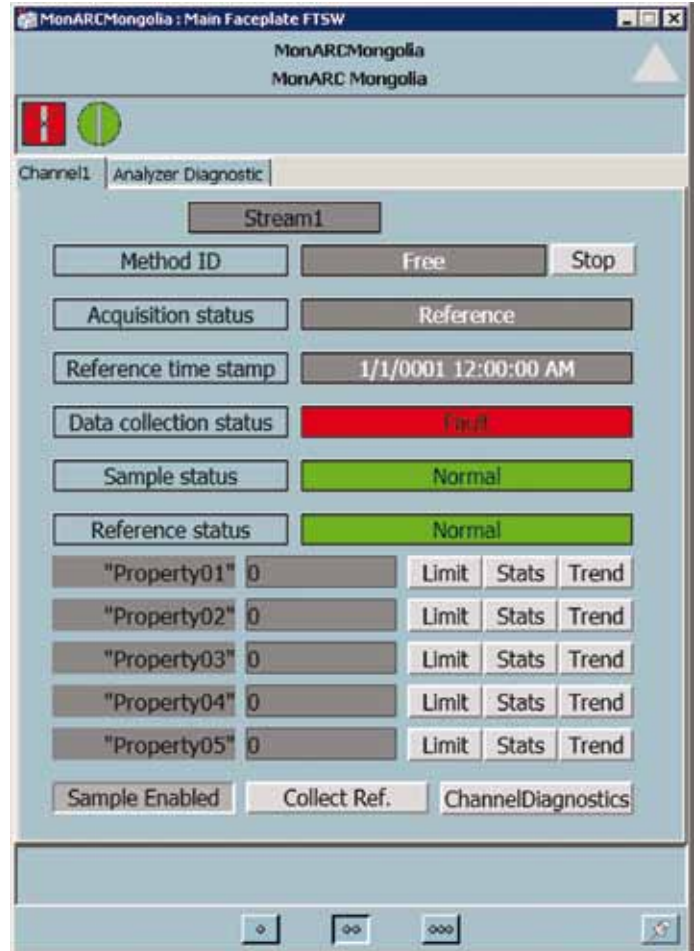 MonARCMongolia : Main Faceplate FTSW
MonARCMongolia
MonARC Mongolia
Channel1 Analyzer Diagnostic
Stream1
Method ID Free Stop
Acquisition status Reference
Reference time stamp 1/1/0001 12:00:00 AM
Data collection status Fault
Sample status Normal
Reference status Normal
"Property01" 0 Limit Stats Trend
"Property02" 0 Limit Stats Trend
"Property03" 0 Limit Stats Trend
"Property04" 0 Limit Stats Trend
"Property05" 0 Limit Stats Trend
Sample Enabled Collect Ref. ChannelDiagnostics